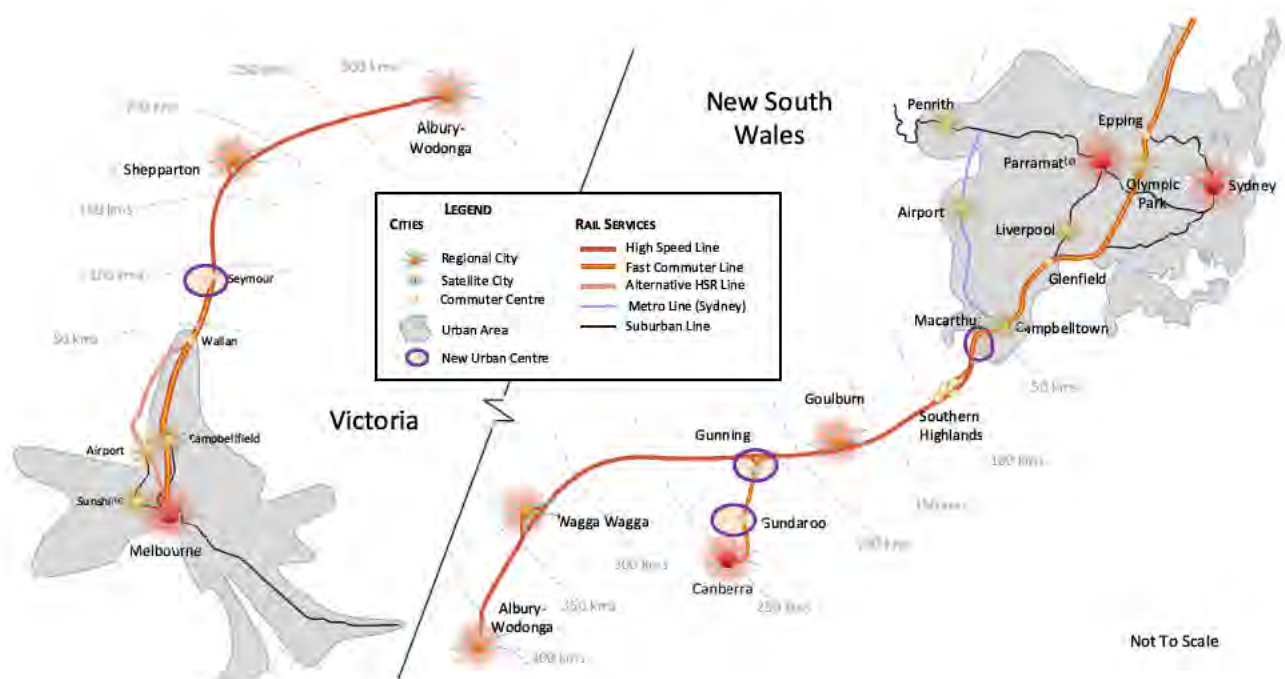 300 kms
250 kms
200 kms
Albury-
Wodonga
Shepparton
150 kms
100 kms
Seymour
50 kms
Wallan
Victoria
Campbellfield
Airport
Sunshine
Melbourne
LEGEND
CITIES
RAIL SERVICES
Regional City
Satellite City
Commuter Centre
Urban Area
New Urban Centre
High Speed Line
Fast Commuter Line
Alternative HSR Line
Metro Line (Sydney)
Suburban Line
New South
Wales
Penrith
Epping
Parramatta
Olympic
Park
Sydney
Airport
Liverpool
Glenfield
Macarthu
Campbelltown
50 kms
Southern
Highlands
100 kms
Goulburn
Gunning
150 kms
200 kms
Wagga Wagga
Gundaroo
300 kms
Canberra
250 kms
350 kms
Albury-
Wodonga
400 kms
Not To Scale